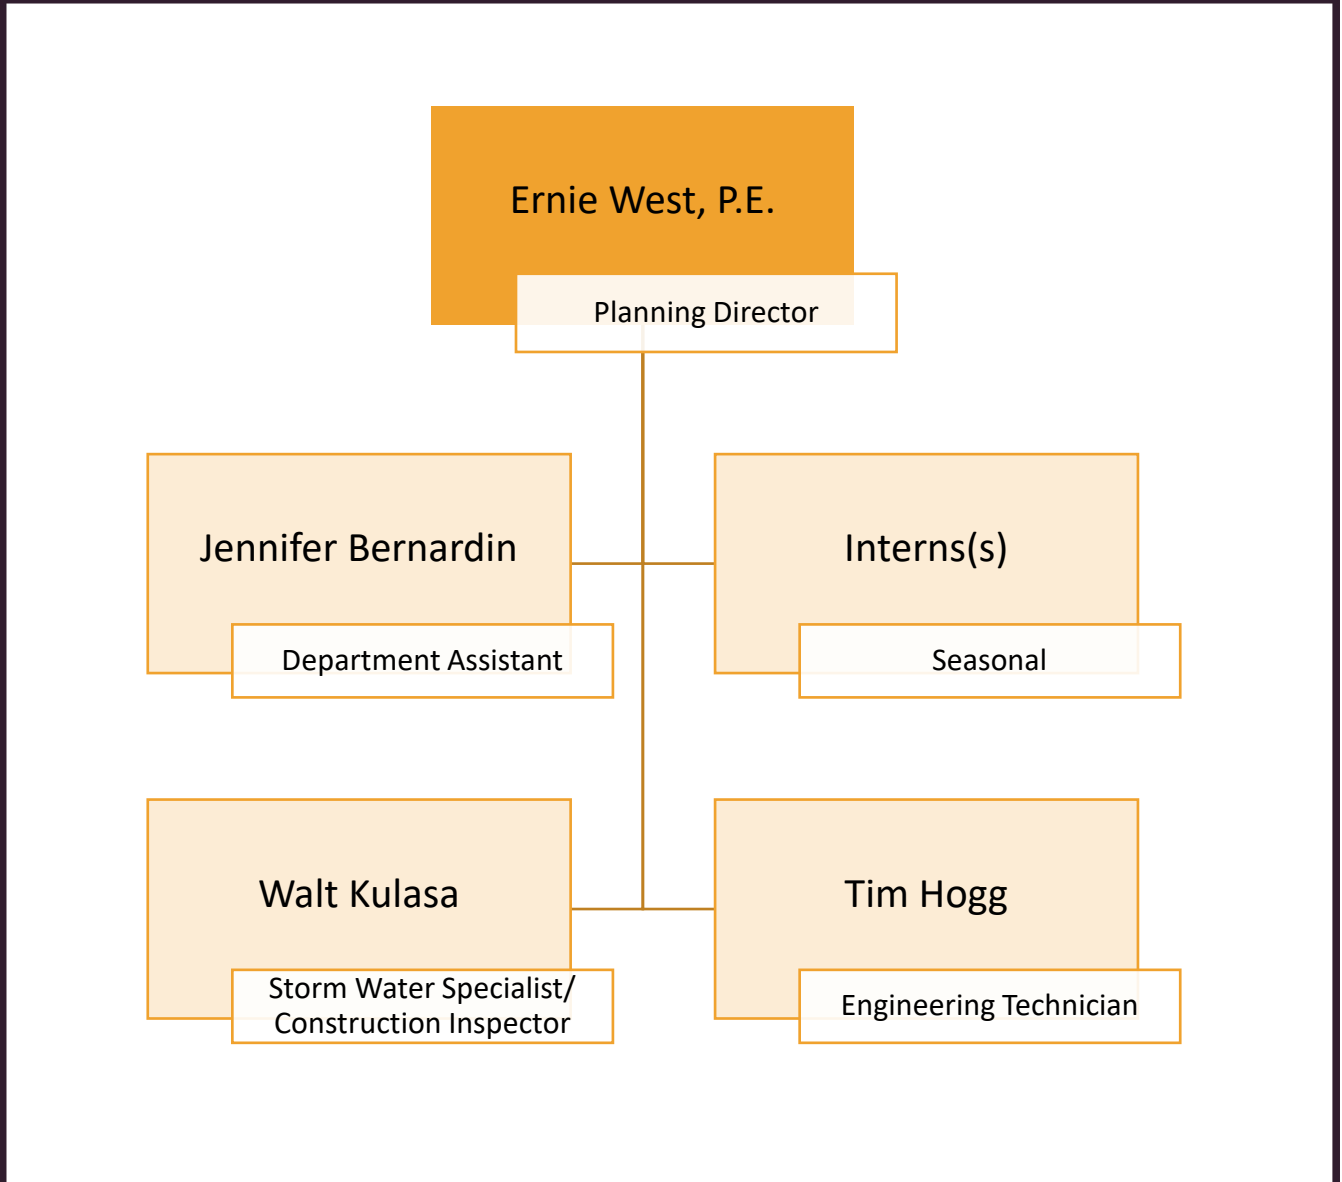 Ernie West, P.E.
Planning Director
Jennifer Bernardin
Department Assistant
Interns(s)
Seasonal
Walt Kulasa
Storm Water Specialist/
Construction Inspector
Tim Hogg
Engineering Technician